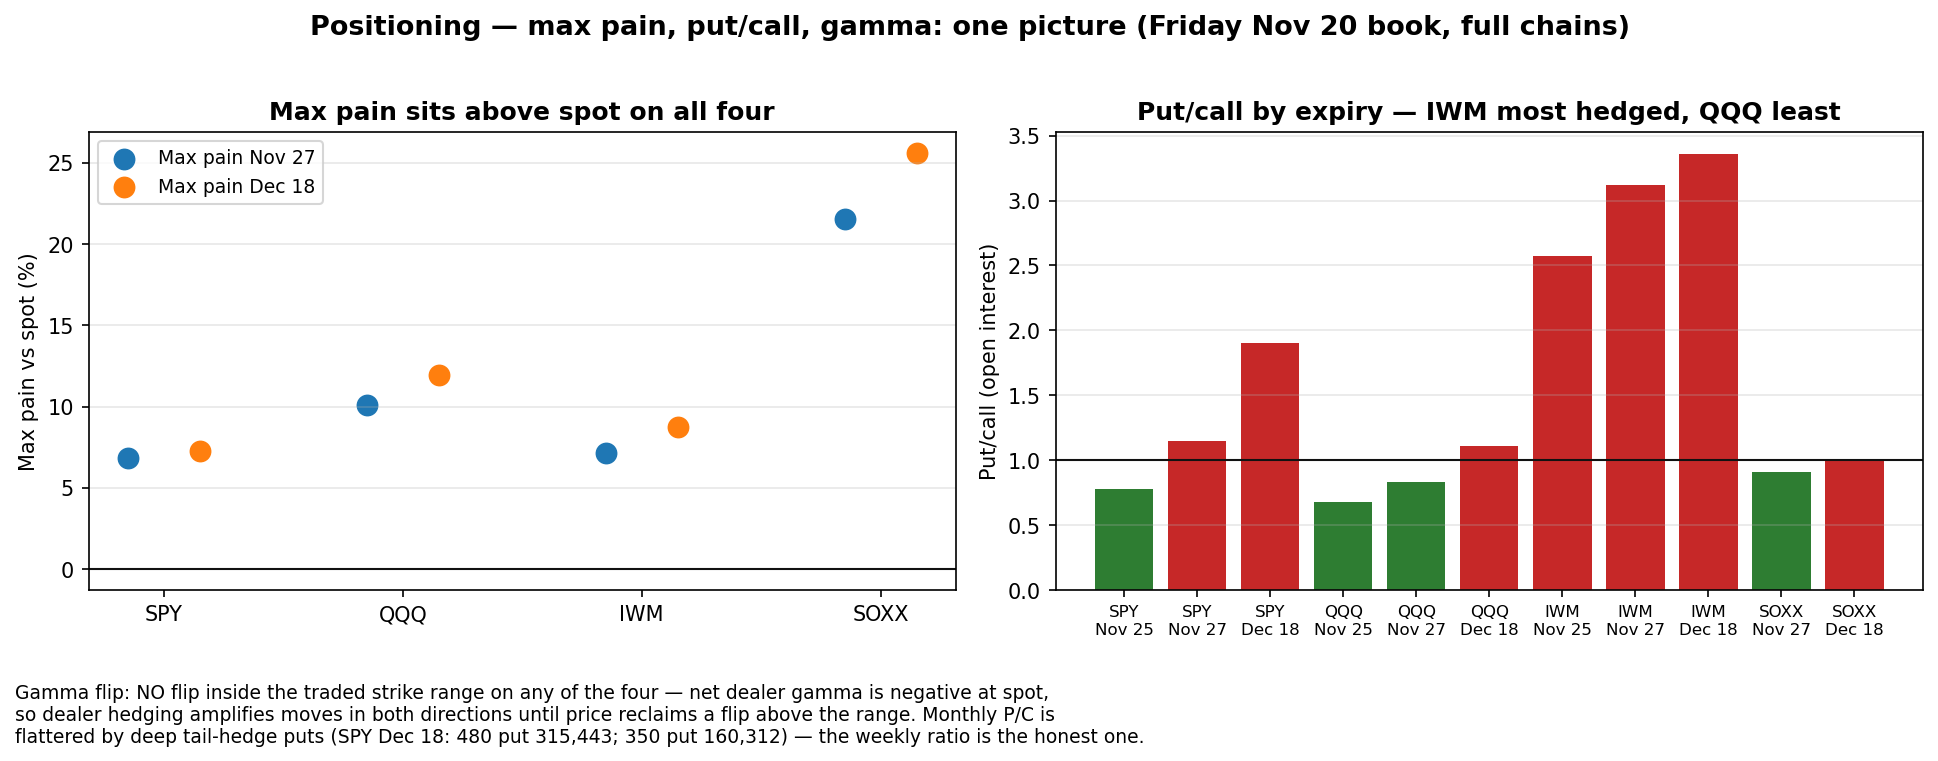 Positioning — max pain, put/call, gamma: one picture (Friday Nov 20 book, full chains)
Max pain sits above spot on all four
Max pain Nov 27
Max pain Dec 18
Max pain vs spot (%)
25
20
15
10
5
0
SPY
QQQ
IWM
SOXX
Put/call by expiry — IWM most hedged, QQQ least
Put/call (open interest)
3.5
3.0
2.5
2.0
1.5
1.0
0.5
0.0
SPY
Nov 25
SPY
Nov 27
SPY
Dec 18
QQQ
Nov 25
QQQ
Nov 27
QQQ
Dec 18
IWM
Nov 25
IWM
Nov 27
IWM
Dec 18
SOXX
Nov 27
SOXX
Dec 18
Gamma flip: NO flip inside the traded strike range on any of the four — net dealer gamma is negative at spot,
so dealer hedging amplifies moves in both directions until price reclaims a flip above the range. Monthly P/C is
flattered by deep tail-hedge puts (SPY Dec 18: 480 put 315,443; 350 put 160,312) — the weekly ratio is the honest one.